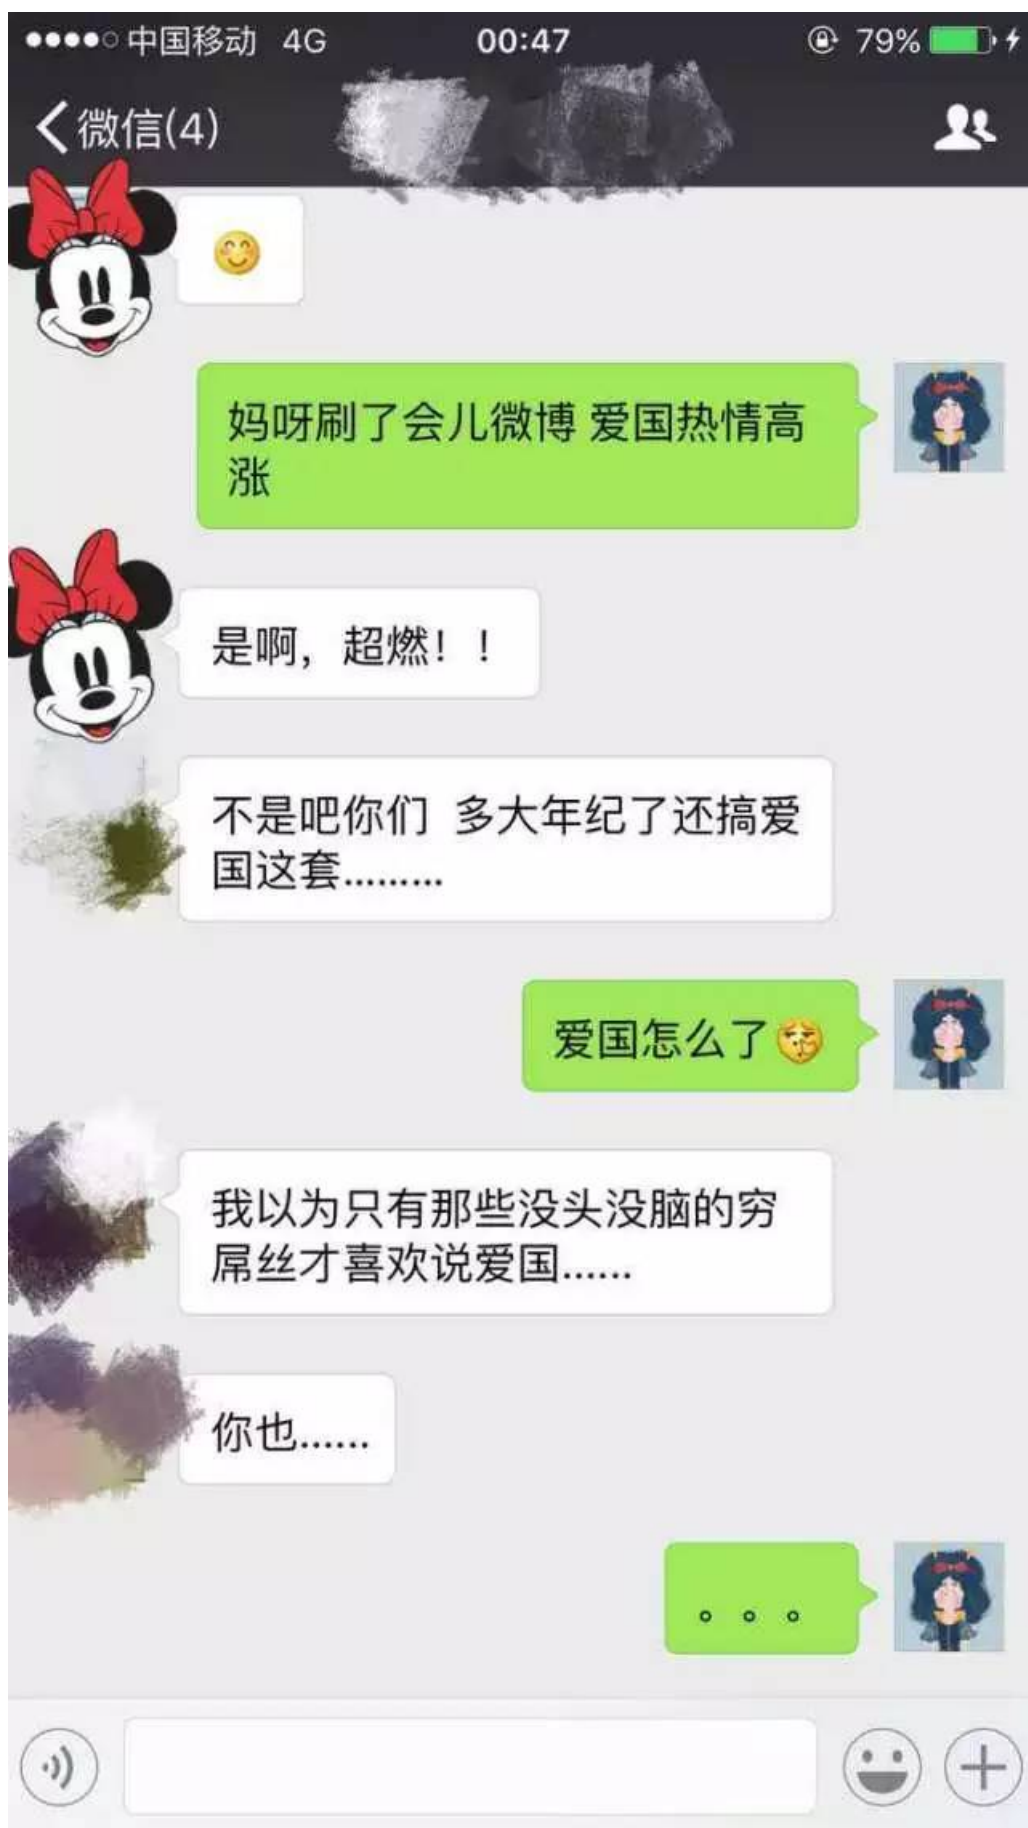 中国移动 4G 00:47 79%
微信(4)
妈呀刷了会儿微博 爱国热情高
涨
是啊，超燃！！
不是吧你们 多大年纪了还搞爱
国这套………
爱国怎么了
我以为只有那些没头没脑的穷
屌丝才喜欢说爱国……
你也……
。。。